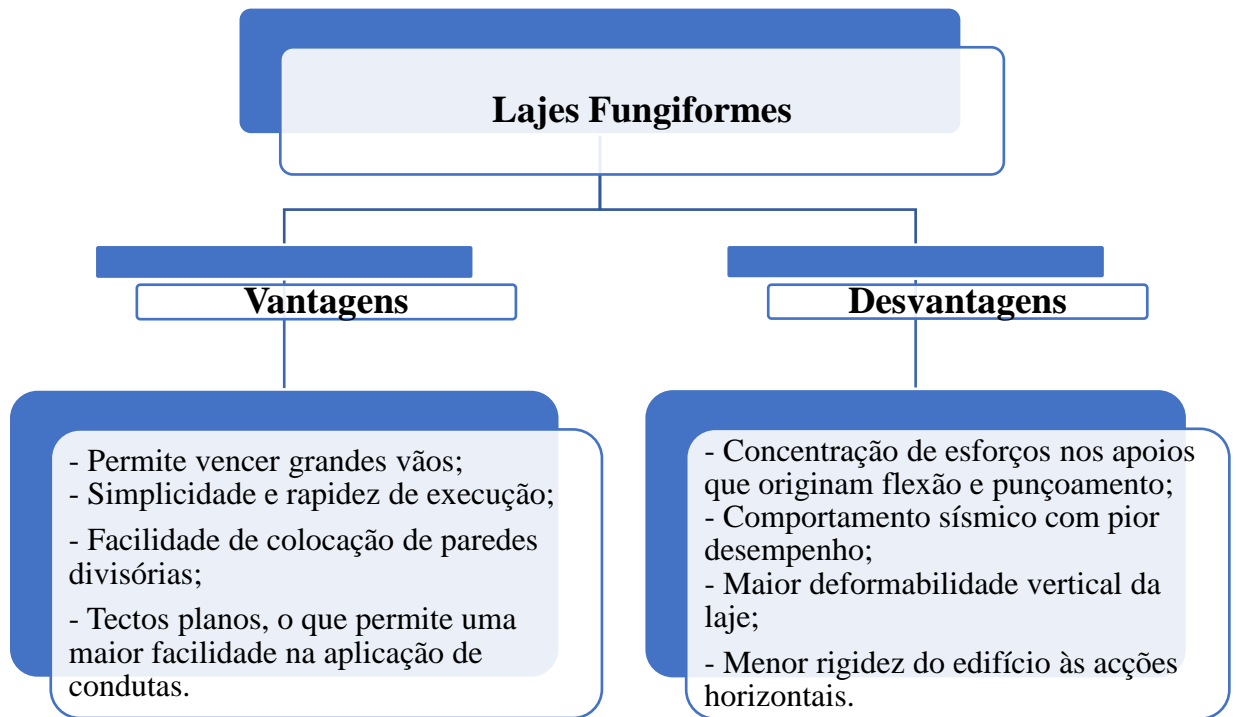 Lajes Fungiformes
Vantagens
- Permite vencer grandes vãos;
- Simplicidade e rapidez de execução;
- Facilidade de colocação de paredes
divisórias;
- Tectos planos, o que permite uma
maior facilidade na aplicação de
condutas.
Desvantagens
- Concentração de esforços nos apoios
que originam flexão e punçoamento;
- Comportamento sísmico com pior
desempenho;
- Maior deformabilidade vertical da
laje;
- Menor rigidez do edifício às acções
horizontais.